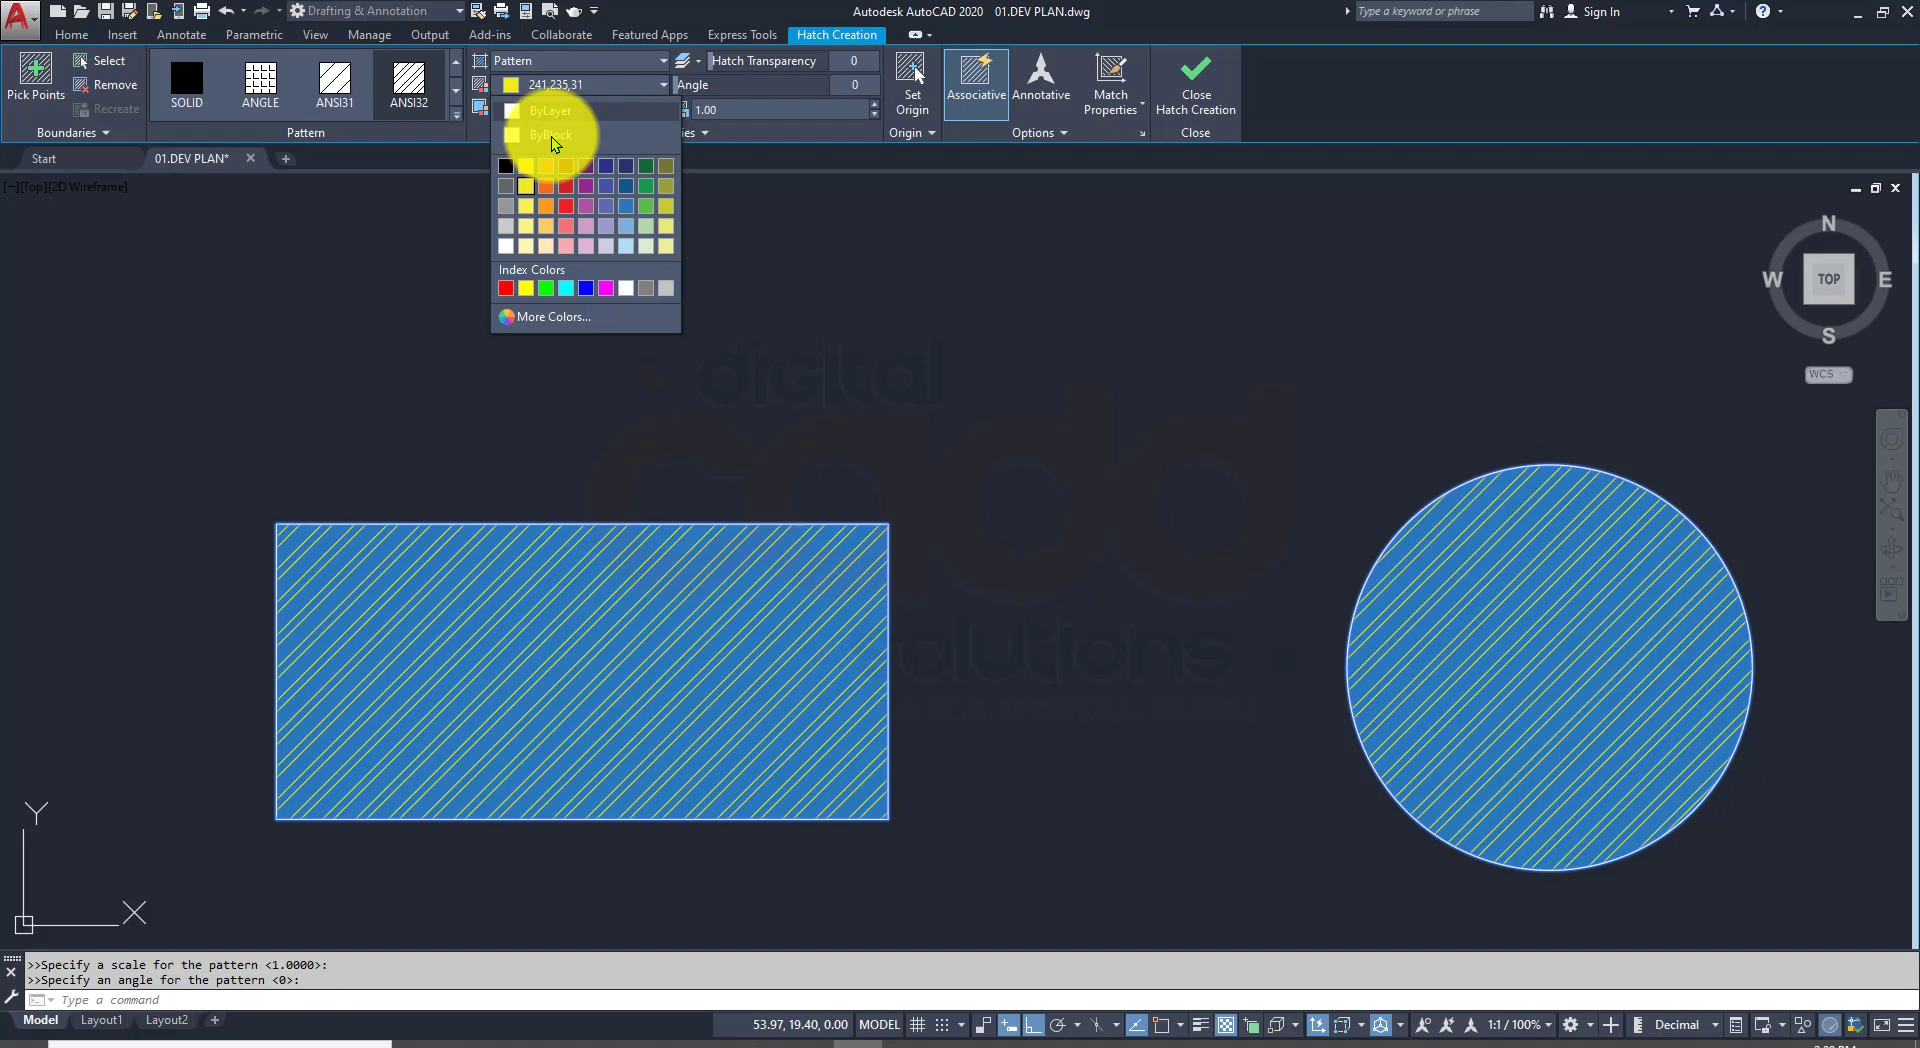 Drafting & Annotation
Autodesk AutoCAD 2020 01.DEV PLAN.dwg
Type a keyword or phrase
Sign In
Home Insert Annotate Parametric View Manage Output Add-ins Collaborate Featured Apps Express Tools Hatch Creation
Pick Points
Select
Remove
Recreate
Boundaries
SOLID
ANGLE
ANSI31
ANSI32
Pattern
Pattern
241,235,31
Hatch Transparency 0
Angle 0
1.00
Set
Origin
Origin
Associative
Annotative
Match
Properties
Options
Close
Hatch Creation
Close
ByLayer
ByBlock
Index Colors
More Colors...
Start
01.DEV PLAN*
[−][Top][2D Wireframe]
N
W
TOP
E
S
WCS
digital
solutions
Y
X
>>Specify a scale for the pattern <1.0000>:
>>Specify an angle for the pattern <0>:
Type a command
Model Layout1 Layout2
53.97, 19.40, 0.00 MODEL
1:1 / 100%
Decimal